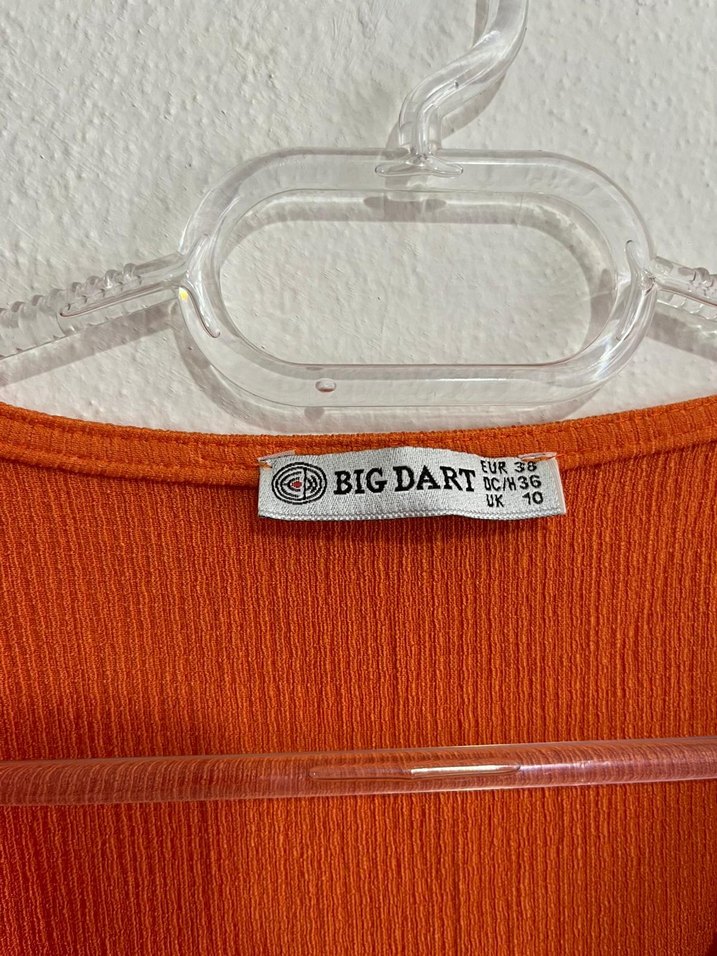 BIG DART
EUR 38
DC/H 36
UK 10